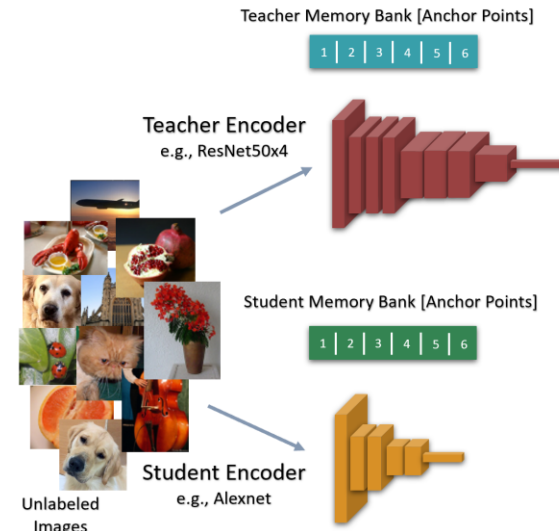 Teacher Memory Bank [Anchor Points]
1 2 3 4 5 6
Teacher Encoder
e.g., ResNet50x4
Student Memory Bank [Anchor Points]
1 2 3 4 5 6
Student Encoder
e.g., Alexnet
Unlabeled
Images